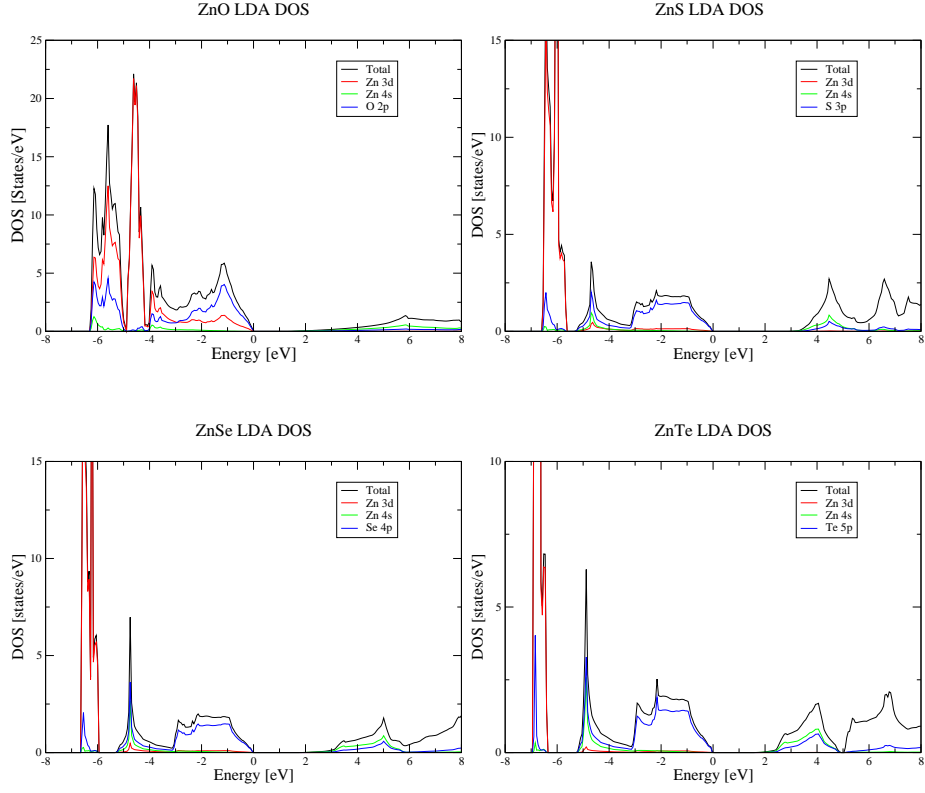 ZnO LDA DOS
25
20
15
10
5
0
DOS [States/eV]
-8 -6 -4 -2 0 2 4 6 8
Energy [eV]
Total
Zn 3d
Zn 4s
O 2p
ZnS LDA DOS
15
10
5
0
DOS [states/eV]
-8 -6 -4 -2 0 2 4 6 8
Energy [eV]
Total
Zn 3d
Zn 4s
S 3p
ZnSe LDA DOS
15
10
5
0
DOS [states/eV]
-8 -6 -4 -2 0 2 4 6 8
Energy [eV]
Total
Zn 3d
Zn 4s
Se 4p
ZnTe LDA DOS
10
5
0
DOS [states/eV]
-8 -6 -4 -2 0 2 4 6 8
Energy [eV]
Total
Zn 3d
Zn 4s
Te 5p